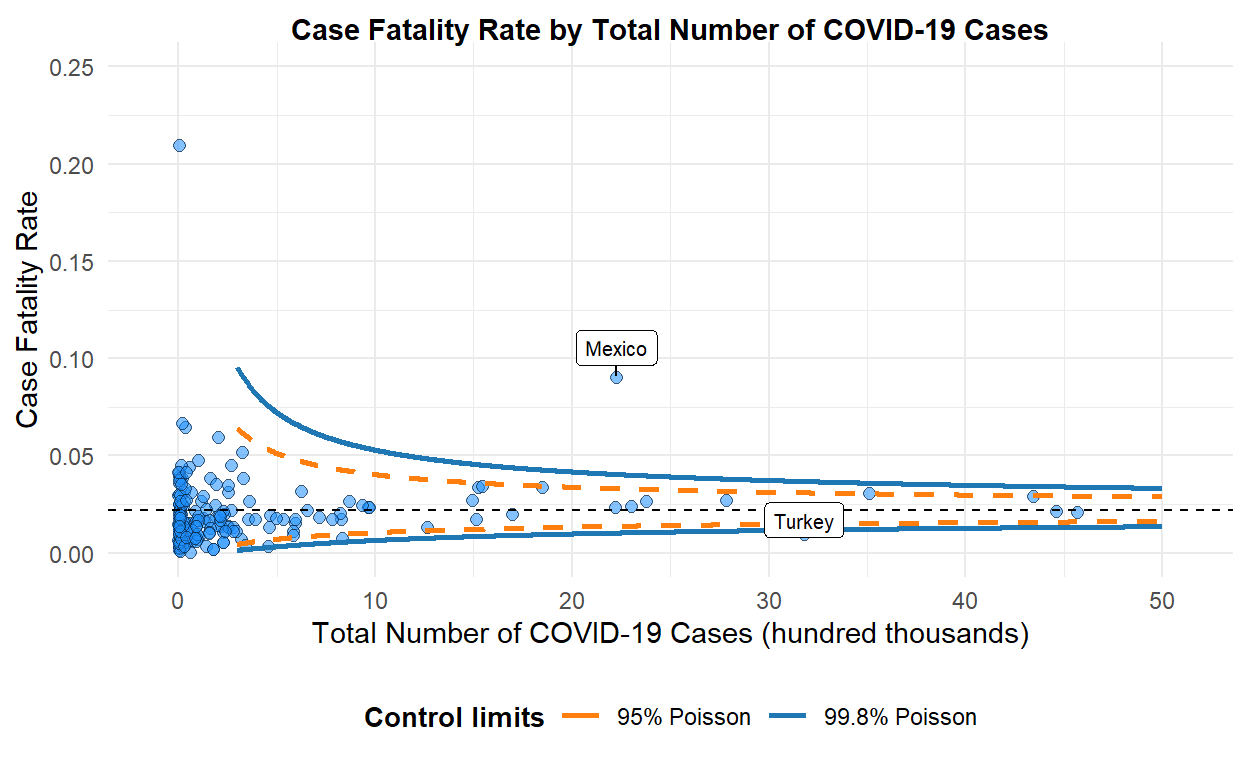 Case Fatality Rate by Total Number of COVID-19 Cases
Case Fatality Rate
0.25
0.20
0.15
0.10
0.05
0.00
Mexico
Turkey
0 10 20 30 40 50
Total Number of COVID-19 Cases (hundred thousands)
Control limits 95% Poisson 99.8% Poisson